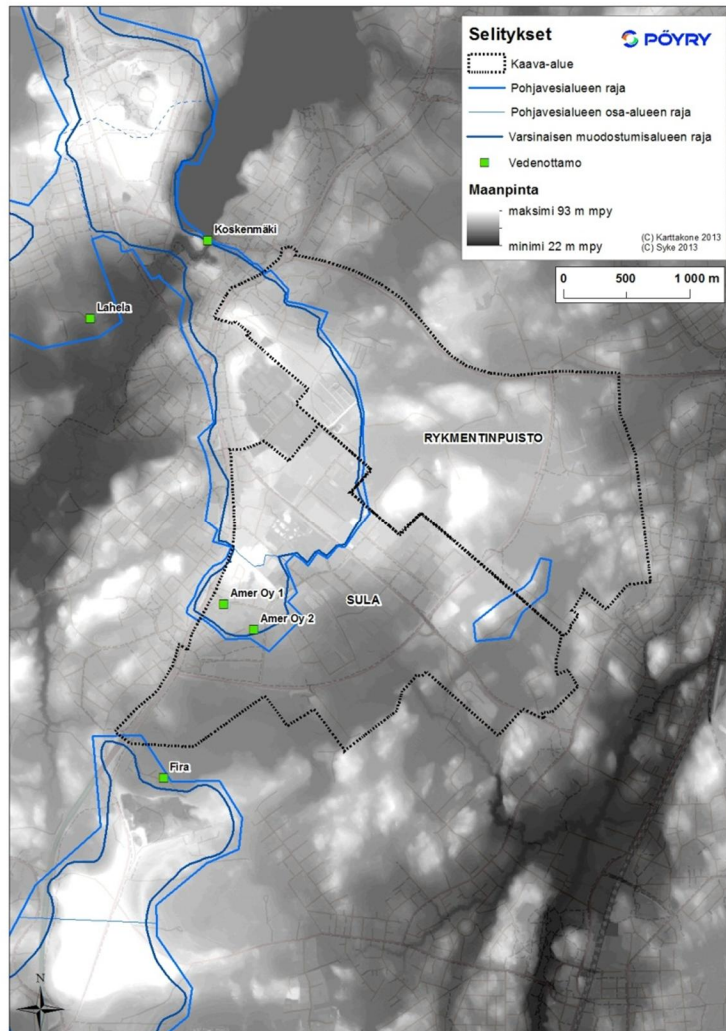 Selitykset
PÖYRY
Kaava-alue
Pohjavesialueen raja
Pohjavesialueen osa-alueen raja
Varsinaisen muodostumisalueen raja
Vedenottamo
Maanpinta
maksimi 93 m mpy
minimi 22 m mpy
(C) Karttakone 2013
(C) Syke 2013
0 500 1 000 m
Koskenmäki
Lahela
RYKMENTINPUISTO
Amer Oy 1
SULA
Amer Oy 2
Fira
N